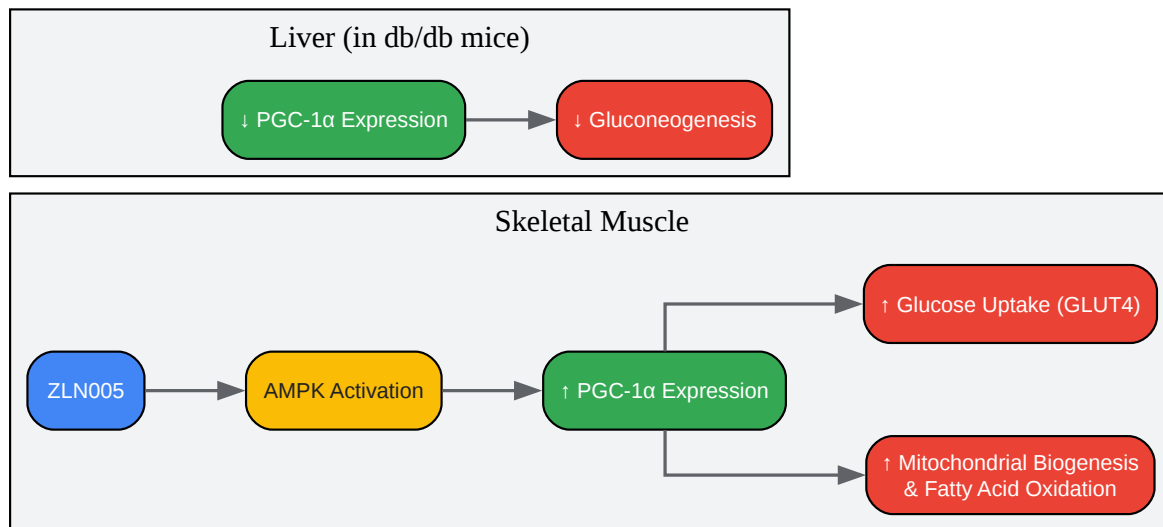 Liver (in db/db mice)
↓ PGC-1α Expression
↓ Gluconeogenesis
Skeletal Muscle
↑ Glucose Uptake (GLUT4)
ZLN005
AMPK Activation
↑ PGC-1α Expression
↑ Mitochondrial Biogenesis
& Fatty Acid Oxidation